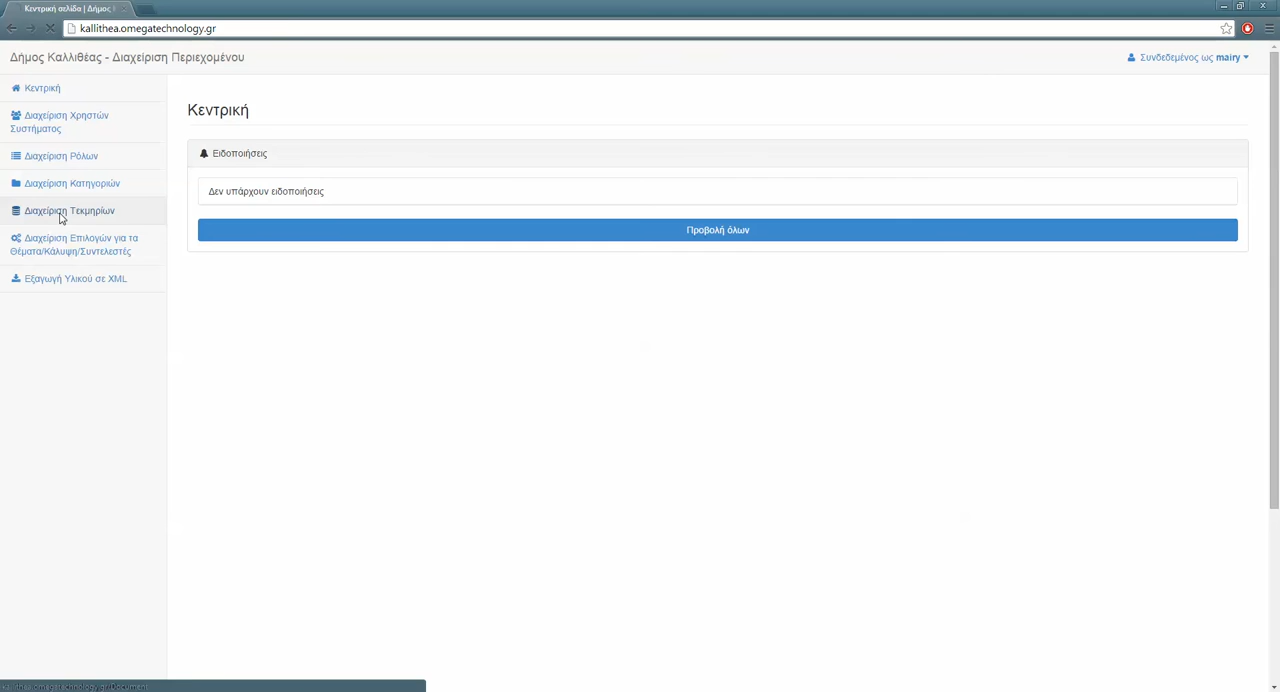 Κεντρική σελίδα | Δήμος
kallithea.omegatechnology.gr
Δήμος Καλλιθέας - Διαχείριση Περιεχομένου
Συνδεδεμένος ως mairy
Κεντρική
Διαχείριση Χρηστών
Συστήματος
Διαχείριση Ρόλων
Διαχείριση Κατηγοριών
Διαχείριση Τεκμηρίων
Διαχείριση Επιλογών για τα
Θέματα/Κάλυψη/Συντελεστές
Εξαγωγή Υλικού σε XML
Κεντρική
Ειδοποιήσεις
Δεν υπάρχουν ειδοποιήσεις
Προβολή όλων